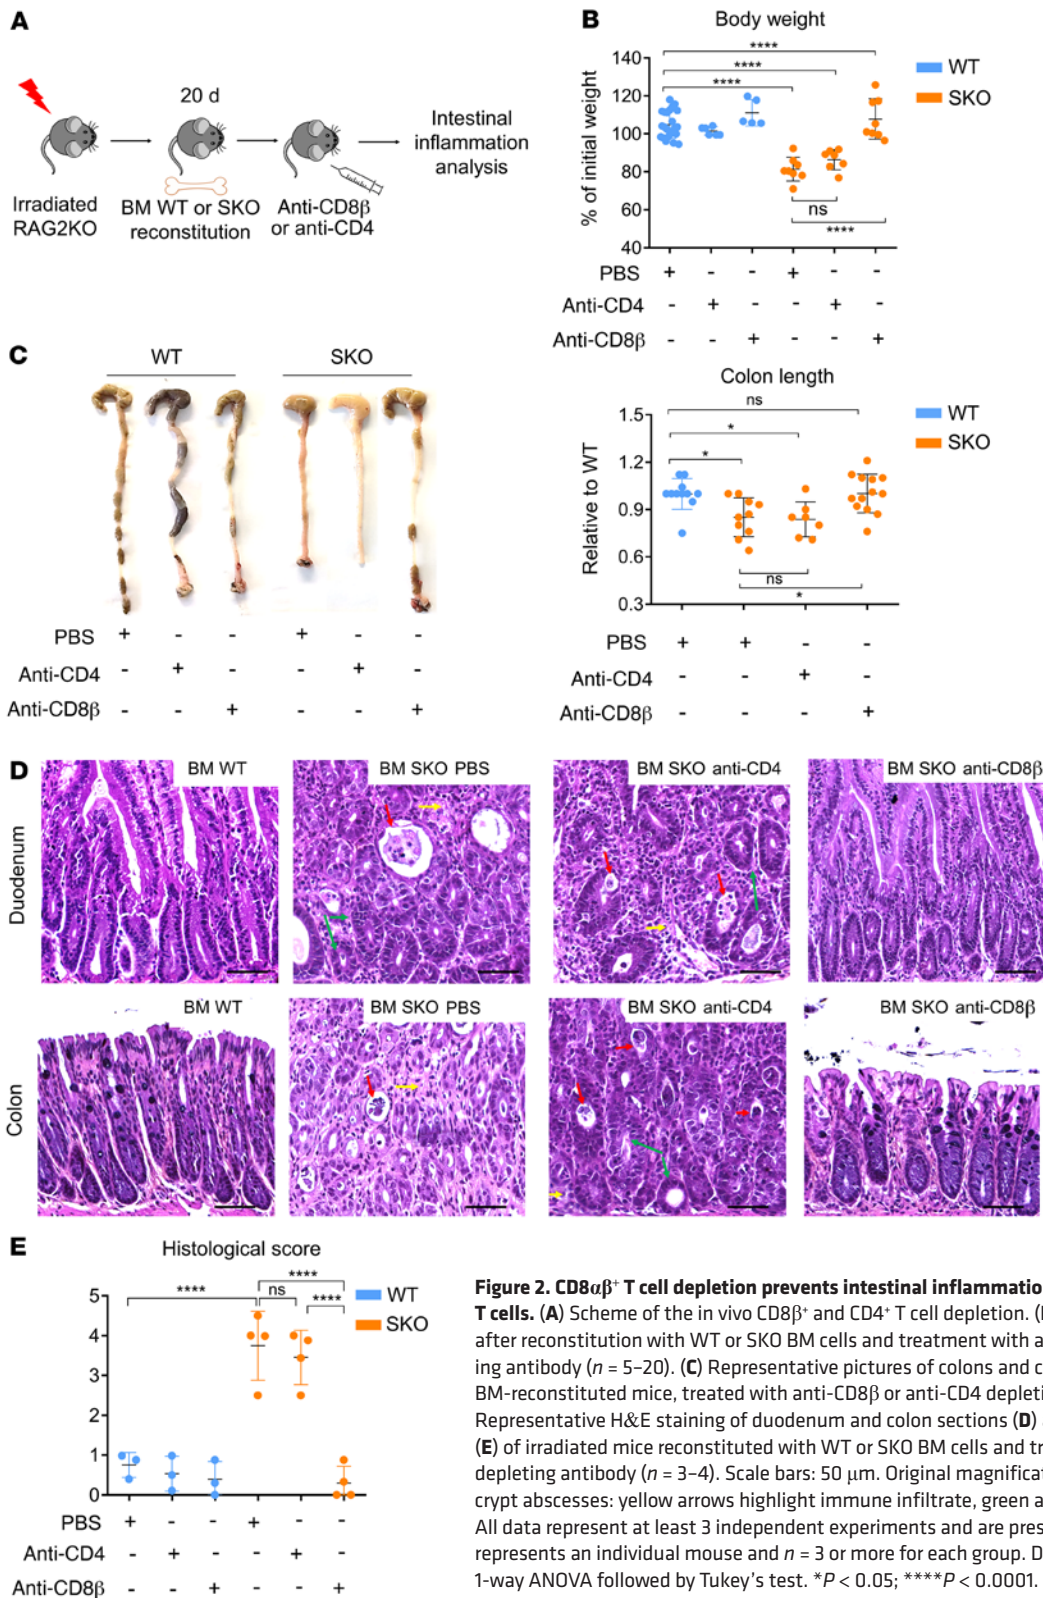 A
20 d
Irradiated
RAG2KO
BM WT or SKO
reconstitution
Anti-CD8β
or anti-CD4
Intestinal
inflammation
analysis
B
Body weight
% of initial weight
140
120
100
80
60
40
****
****
****
ns
****
WT
SKO
PBS + - - + - -
Anti-CD4 - + - - + -
Anti-CD8β - - + - - +
Colon length
Relative to WT
1.5
1.2
0.9
0.6
0.3
ns
*
*
ns
*
WT
SKO
PBS + + - -
Anti-CD4 - - + -
Anti-CD8β - - - +
C
WT
SKO
PBS + - - + - -
Anti-CD4 - + - - + -
Anti-CD8β - - + - - +
D
BM WT
BM SKO PBS
BM SKO anti-CD4
BM SKO anti-CD8β
Duodenum
BM WT
BM SKO PBS
BM SKO anti-CD4
BM SKO anti-CD8β
Colon
E
Histological score
5
4
3
2
1
0
****
****
ns
****
WT
SKO
PBS + - - + - -
Anti-CD4 - + - - + -
Anti-CD8β - - + - - +
Figure 2. CD8αβ⁺ T cell depletion prevents intestinal inflammatio
T cells. (A) Scheme of the in vivo CD8β⁺ and CD4⁺ T cell depletion. (
after reconstitution with WT or SKO BM cells and treatment with a
ing antibody (n = 5–20). (C) Representative pictures of colons and c
BM-reconstituted mice, treated with anti-CD8β or anti-CD4 depleti
Representative H&E staining of duodenum and colon sections (D)
(E) of irradiated mice reconstituted with WT or SKO BM cells and tr
depleting antibody (n = 3–4). Scale bars: 50 μm. Original magnificat
crypt abscesses: yellow arrows highlight immune infiltrate, green a
All data represent at least 3 independent experiments and are pres
represents an individual mouse and n = 3 or more for each group. D
1-way ANOVA followed by Tukey's test. *P < 0.05; ****P < 0.0001.